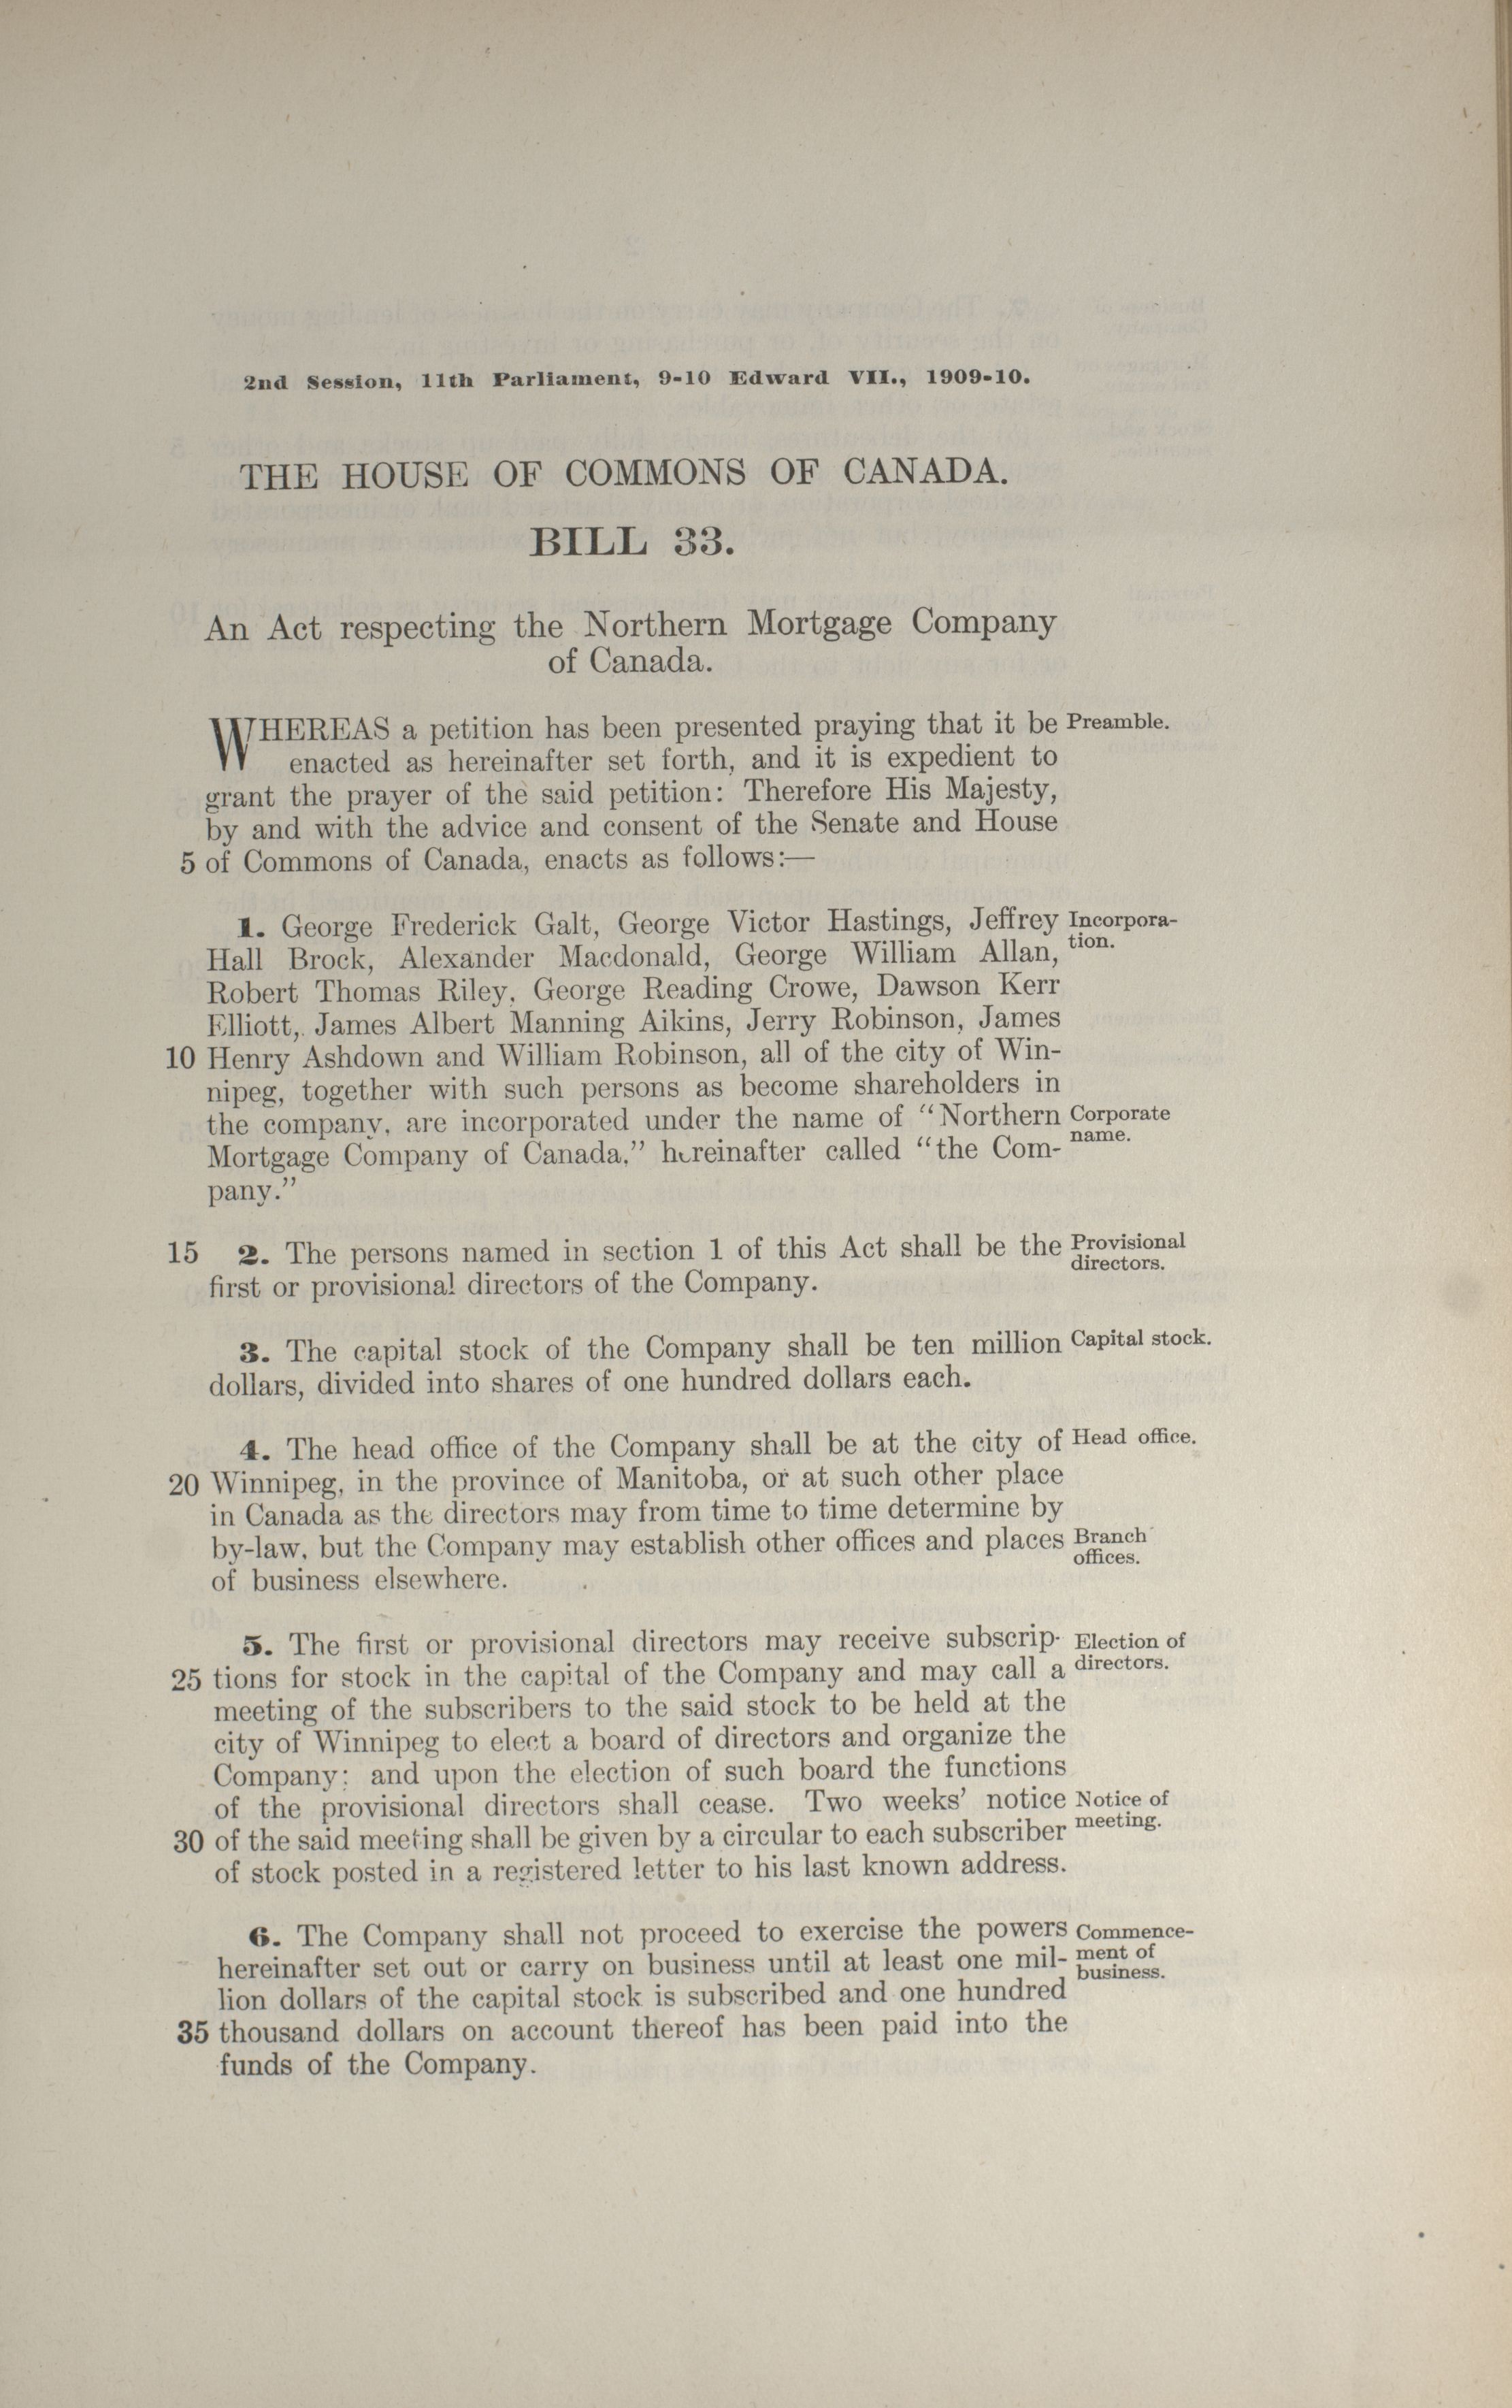 2nd Session, 11th Parliament, 9-10 Edward VII., 1909-10.
THE HOUSE OF COMMONS OF CANADA.
BILL 33.
An Act respecting the Northern Mortgage Company
of Canada.
WHEREAS a petition has been presented praying that it be Preamble.
enacted as hereinafter set forth, and it is expedient to
grant the prayer of the said petition: Therefore His Majesty,
by and with the advice and consent of the Senate and House
5 of Commons of Canada, enacts as follows:—
1. George Frederick Galt, George Victor Hastings, Jeffrey Incorpora-
Hall Brock, Alexander Macdonald, George William Allan, tion.
Robert Thomas Riley, George Reading Crowe, Dawson Kerr
Elliott, James Albert Manning Aikins, Jerry Robinson, James
10 Henry Ashdown and William Robinson, all of the city of Win-
nipeg, together with such persons as become shareholders in
the company, are incorporated under the name of "Northern Corporate
Mortgage Company of Canada," hereinafter called "the Com- name.
pany."
15 2. The persons named in section 1 of this Act shall be the Provisional
directors.
first or provisional directors of the Company.
3. The capital stock of the Company shall be ten million Capital stock.
dollars, divided into shares of one hundred dollars each.
4. The head office of the Company shall be at the city of Head office.
20 Winnipeg, in the province of Manitoba, or at such other place
in Canada as the directors may from time to time determine by
by-law, but the Company may establish other offices and places Branch
offices.
of business elsewhere.
5. The first or provisional directors may receive subscrip- Election of
25 tions for stock in the capital of the Company and may call a directors.
meeting of the subscribers to the said stock to be held at the
city of Winnipeg to elect a board of directors and organize the
Company; and upon the election of such board the functions
of the provisional directors shall cease. Two weeks' notice Notice of
30 of the said meeting shall be given by a circular to each subscriber meeting.
of stock posted in a registered letter to his last known address.
6. The Company shall not proceed to exercise the powers Commence-
hereinafter set out or carry on business until at least one mil- ment of
business.
lion dollars of the capital stock is subscribed and one hundred
35 thousand dollars on account thereof has been paid into the
funds of the Company.